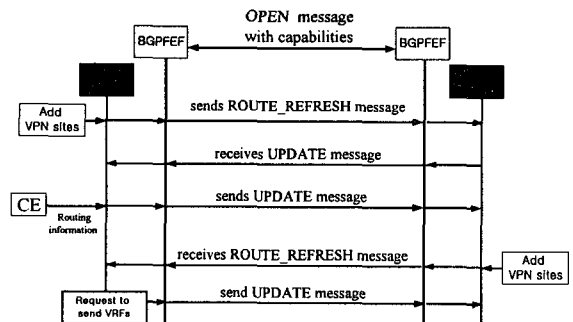 OPEN message
with capabilities
BGPFEF
BGPFEF
Add
VPN sites
sends ROUTE_REFRESH message
receives UPDATE message
CE
Routing
information
sends UPDATE message
receives ROUTE_REFRESH message
Add
VPN sites
Request to
send VRFs
send UPDATE message